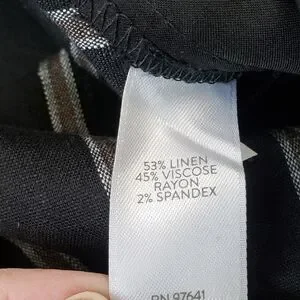 53% LINEN
45% VISCOSE
RAYON
2% SPANDEX
RN 97641